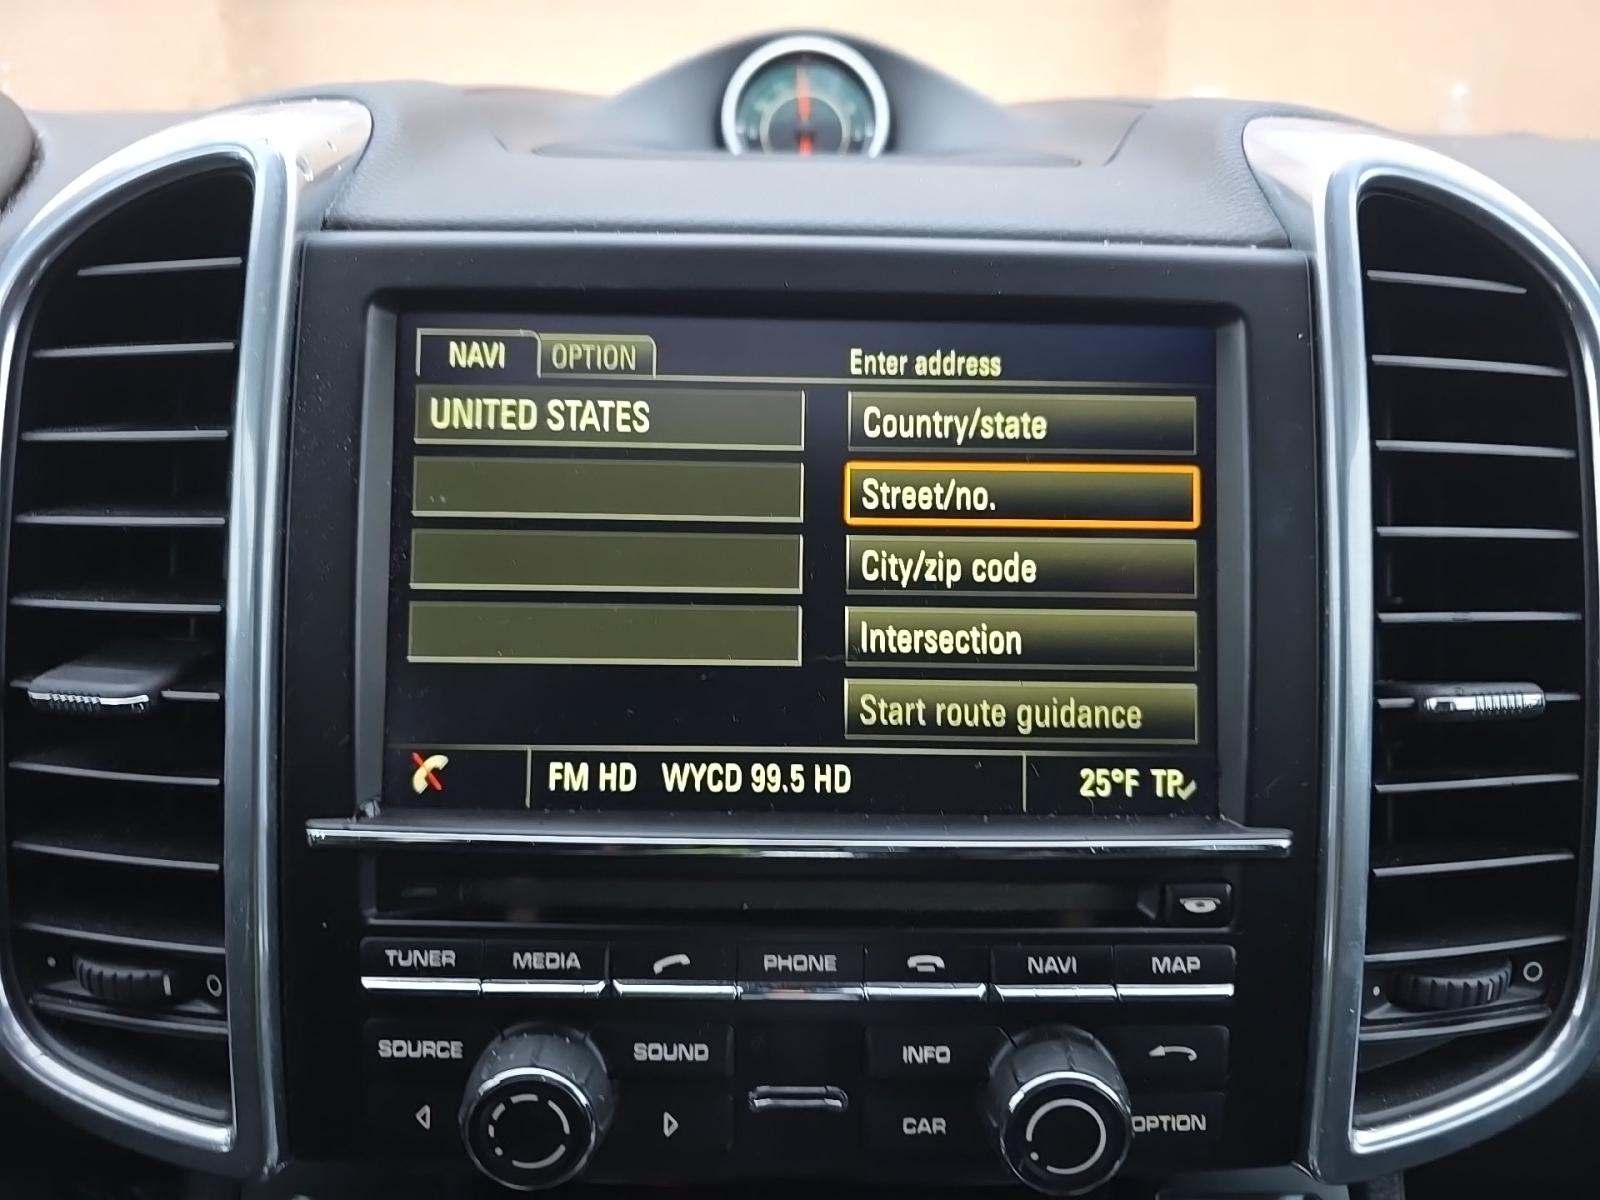 NAVI OPTION
Enter address
UNITED STATES
Country/state
Street/no.
City/zip code
Intersection
Start route guidance
FM HD WYCD 99.5 HD
25°F TP
TUNER MEDIA PHONE NAVI MAP
SOURCE SOUND INFO
CAR OPTION